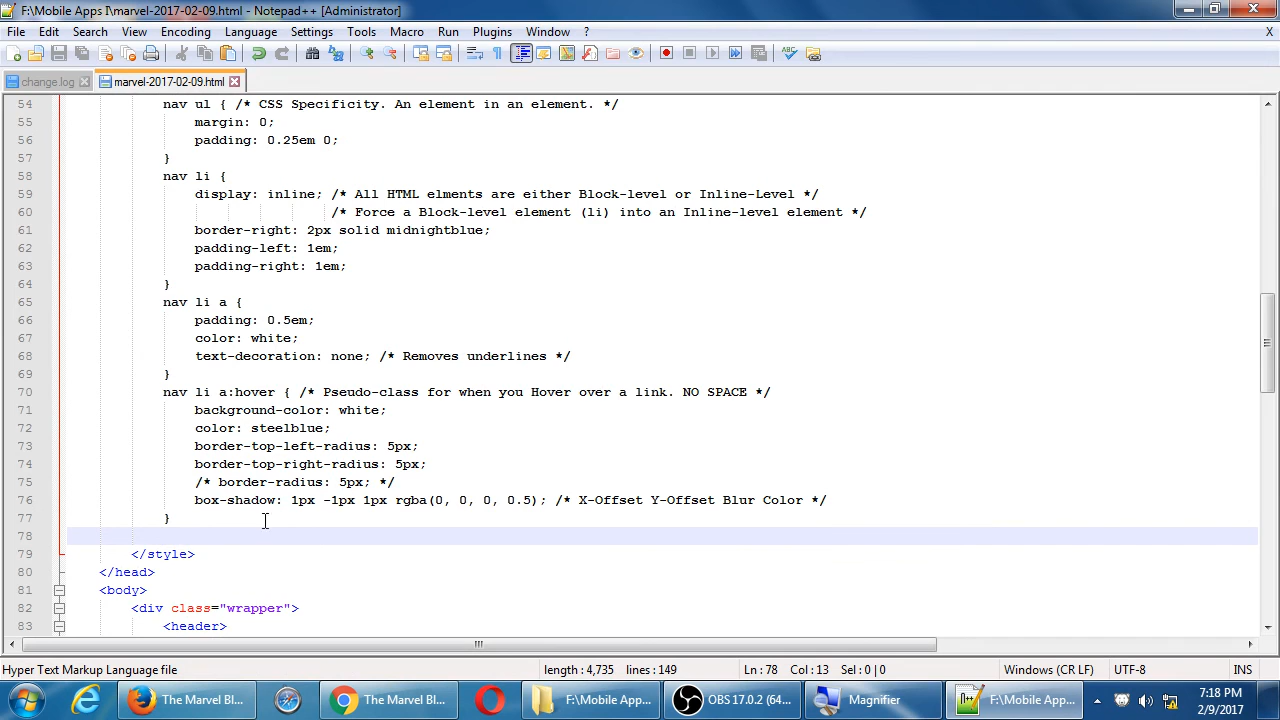 F:\Mobile Apps I\marvel-2017-02-09.html - Notepad++ [Administrator]
File Edit Search View Encoding Language Settings Tools Macro Run Plugins Window ? X
change.log marvel-2017-02-09.html
54 nav ul { /* CSS Specificity. An element in an element. */
55 margin: 0;
56 padding: 0.25em 0;
57 }
58 nav li {
59 display: inline; /* All HTML elments are either Block-level or Inline-Level */
60 /* Force a Block-level element (li) into an Inline-level element */
61 border-right: 2px solid midnightblue;
62 padding-left: 1em;
63 padding-right: 1em;
64 }
65 nav li a {
66 padding: 0.5em;
67 color: white;
68 text-decoration: none; /* Removes underlines */
69 }
70 nav li a:hover { /* Pseudo-class for when you Hover over a link. NO SPACE */
71 background-color: white;
72 color: steelblue;
73 border-top-left-radius: 5px;
74 border-top-right-radius: 5px;
75 /* border-radius: 5px; */
76 box-shadow: 1px -1px 1px rgba(0, 0, 0, 0.5); /* X-Offset Y-Offset Blur Color */
77 }
78
79 </style>
80 </head>
81 <body>
82 <div class="wrapper">
83 <header>
Hyper Text Markup Language file length : 4,735 lines : 149 Ln : 78 Col : 13 Sel : 0 | 0 Windows (CR LF) UTF-8 INS
The Marvel Bl... The Marvel Bl... F:\Mobile App... OBS 17.0.2 (64... Magnifier F:\Mobile App... 7:18 PM
2/9/2017